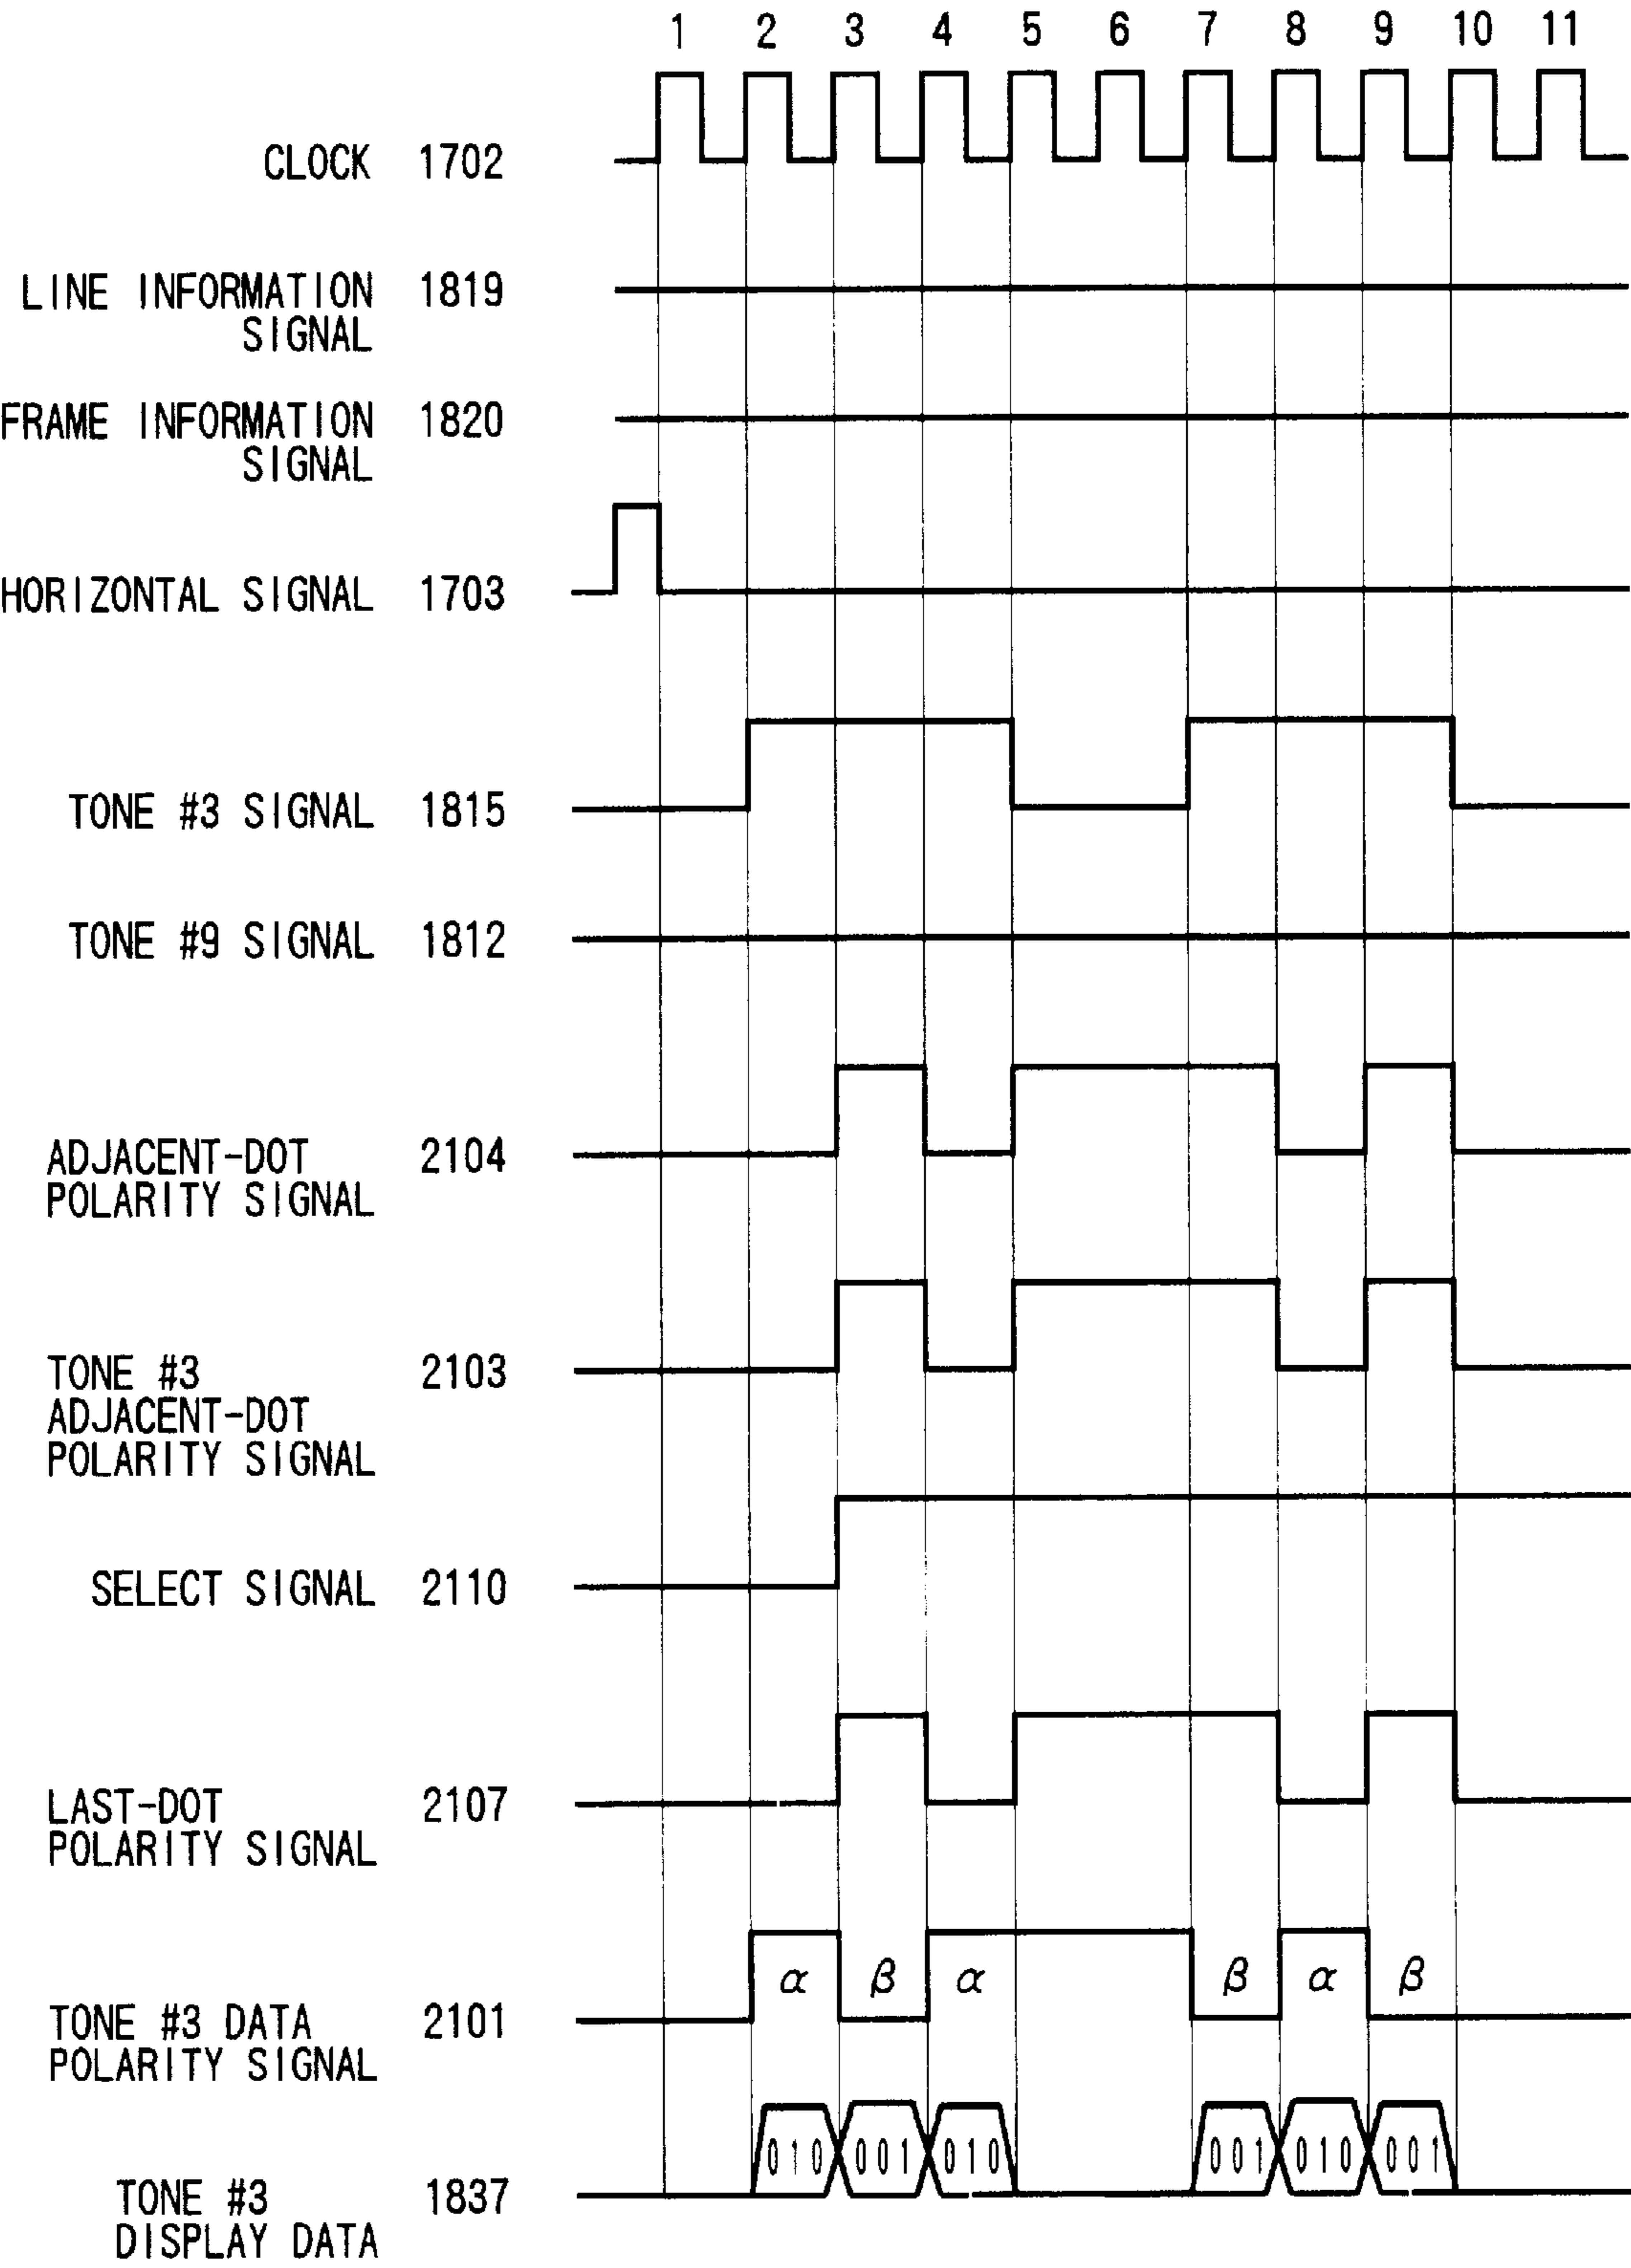 1 2 3 4 5 6 7 8 9 10 11
CLOCK 1702
LINE INFORMATION 1819
SIGNAL
FRAME INFORMATION 1820
SIGNAL
HORIZONTAL SIGNAL 1703
TONE #3 SIGNAL 1815
TONE #9 SIGNAL 1812
ADJACENT-DOT 2104
POLARITY SIGNAL
TONE #3 2103
ADJACENT-DOT
POLARITY SIGNAL
SELECT SIGNAL 2110
LAST-DOT 2107
POLARITY SIGNAL
α β α β α β
TONE #3 DATA 2101
POLARITY SIGNAL
010 001 010 001 010 001
TONE #3 1837
DISPLAY DATA